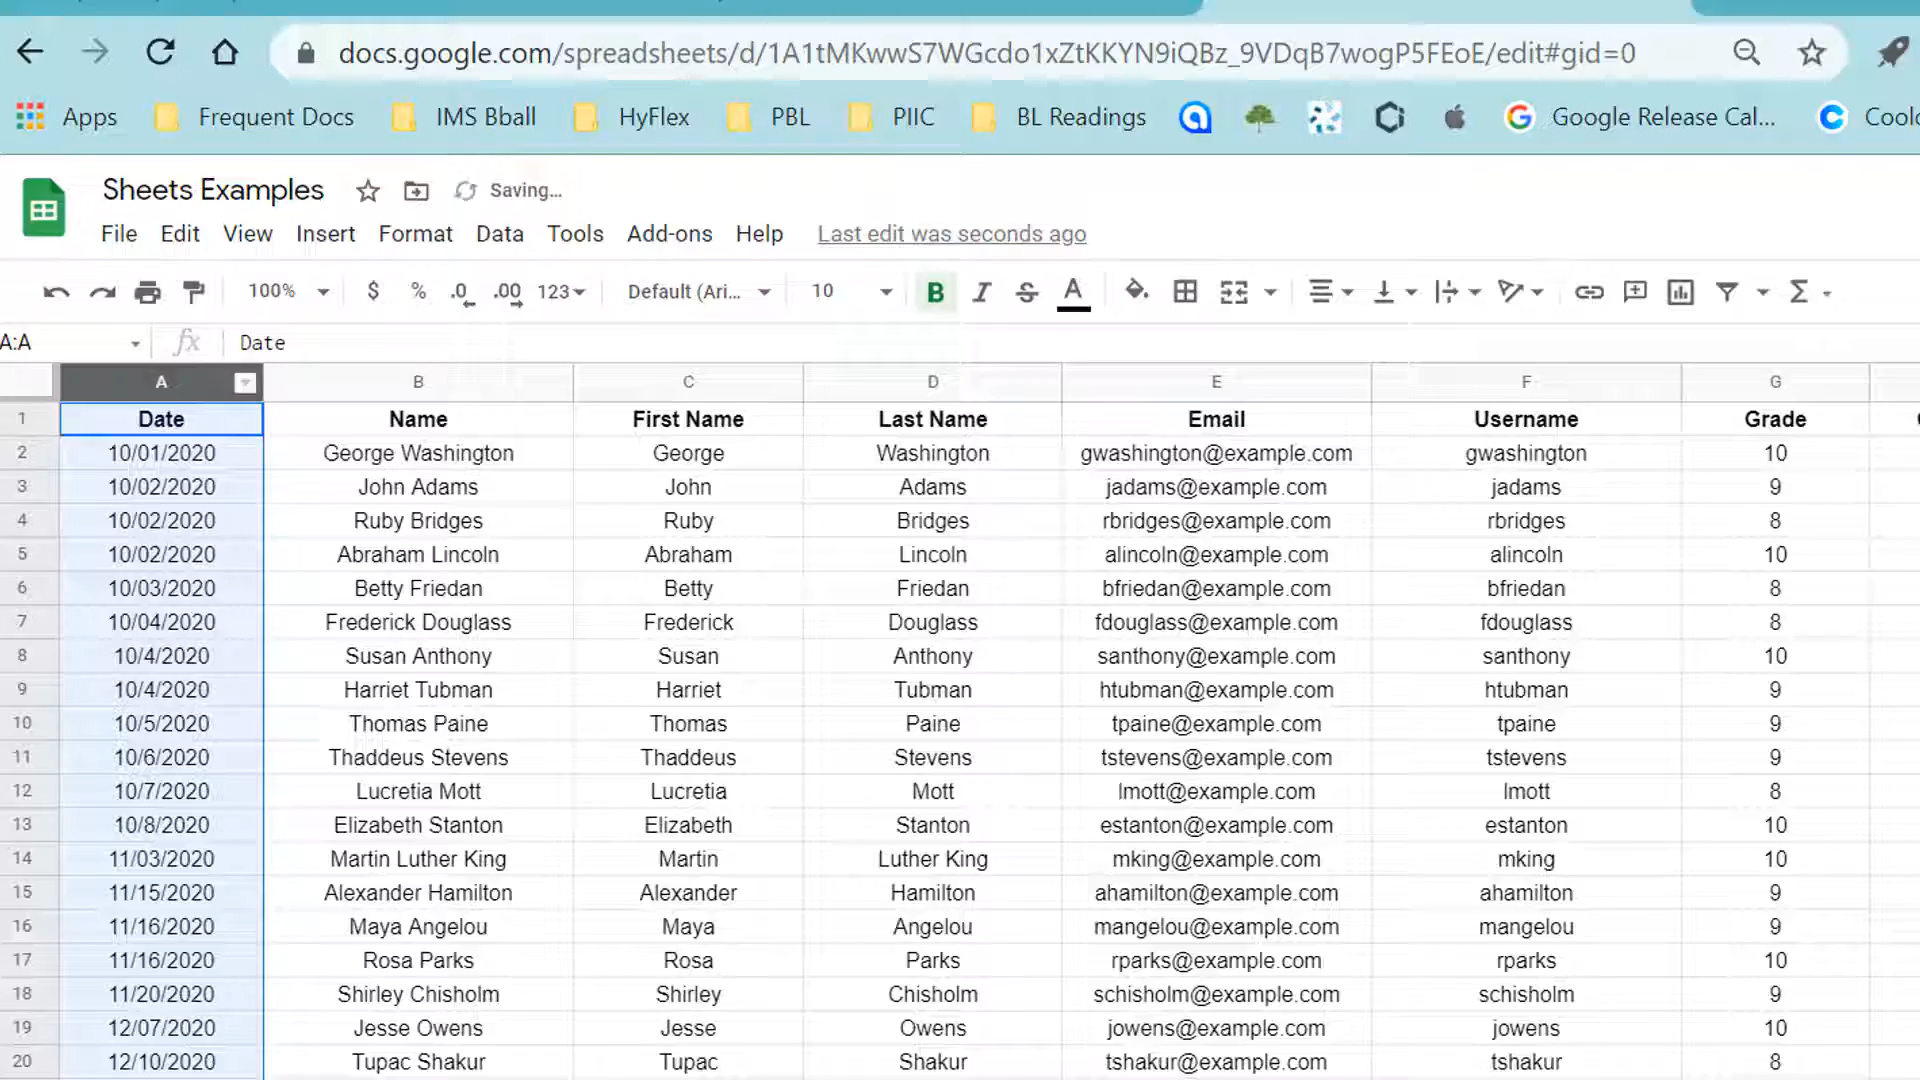 docs.google.com/spreadsheets/d/1A1tMKwwS7WGcdo1xZtKKYN9iQBz_9VDqB7wogP5FEoE/edit#gid=0
Apps Frequent Docs IMS Bball HyFlex PBL PIIC BL Readings Google Release Cal...
Sheets Examples Saving...
File Edit View Insert Format Data Tools Add-ons Help Last edit was seconds ago
100% $ % .0 .00 123 Default (Ari... 10 B I S A Σ
A:A fx Date
A B C D E F G
1 Date Name First Name Last Name Email Username Grade
2 10/01/2020 George Washington George Washington gwashington@example.com gwashington 10
3 10/02/2020 John Adams John Adams jadams@example.com jadams 9
4 10/02/2020 Ruby Bridges Ruby Bridges rbridges@example.com rbridges 8
5 10/02/2020 Abraham Lincoln Abraham Lincoln alincoln@example.com alincoln 10
6 10/03/2020 Betty Friedan Betty Friedan bfriedan@example.com bfriedan 8
7 10/04/2020 Frederick Douglass Frederick Douglass fdouglass@example.com fdouglass 8
8 10/4/2020 Susan Anthony Susan Anthony santhony@example.com santhony 10
9 10/4/2020 Harriet Tubman Harriet Tubman htubman@example.com htubman 9
10 10/5/2020 Thomas Paine Thomas Paine tpaine@example.com tpaine 9
11 10/6/2020 Thaddeus Stevens Thaddeus Stevens tstevens@example.com tstevens 9
12 10/7/2020 Lucretia Mott Lucretia Mott lmott@example.com lmott 8
13 10/8/2020 Elizabeth Stanton Elizabeth Stanton estanton@example.com estanton 10
14 11/03/2020 Martin Luther King Martin Luther King mking@example.com mking 10
15 11/15/2020 Alexander Hamilton Alexander Hamilton ahamilton@example.com ahamilton 9
16 11/16/2020 Maya Angelou Maya Angelou mangelou@example.com mangelou 9
17 11/16/2020 Rosa Parks Rosa Parks rparks@example.com rparks 10
18 11/20/2020 Shirley Chisholm Shirley Chisholm schisholm@example.com schisholm 9
19 12/07/2020 Jesse Owens Jesse Owens jowens@example.com jowens 10
20 12/10/2020 Tupac Shakur Tupac Shakur tshakur@example.com tshakur 8